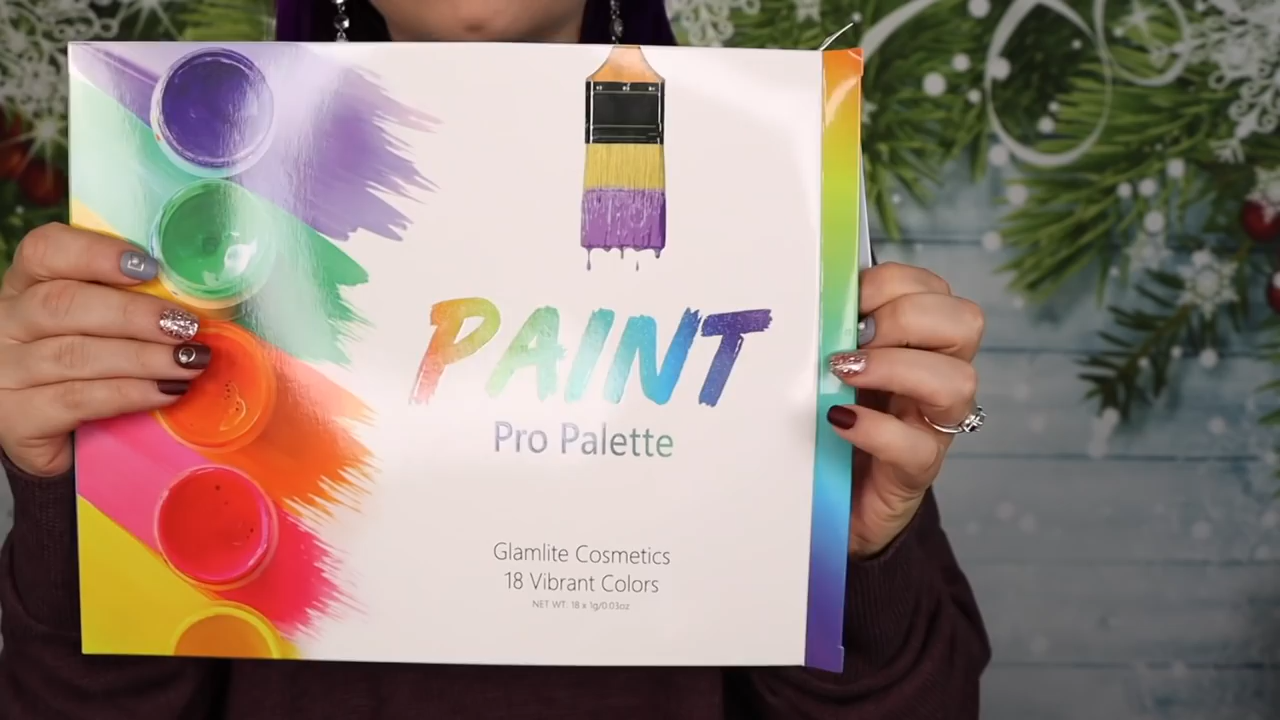 PAINT
Pro Palette
Glamlite Cosmetics
18 Vibrant Colors
NET WT. 18 x 1g/0.03oz